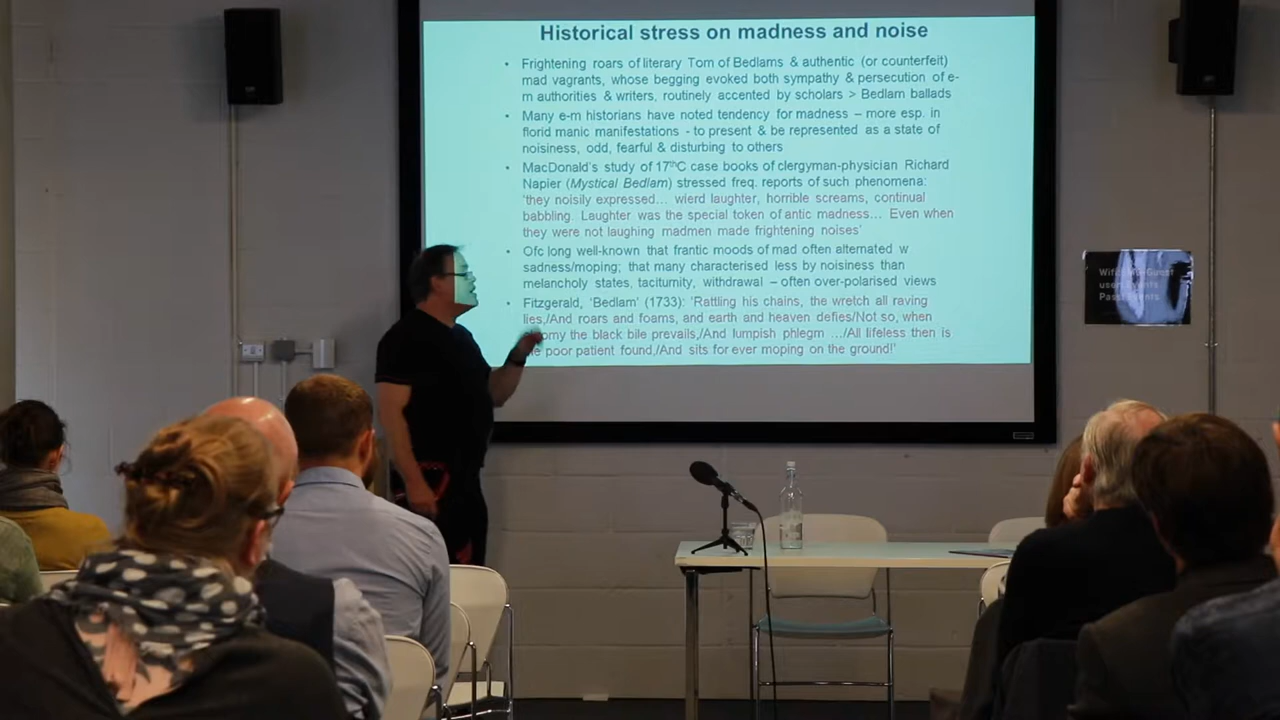 Historical stress on madness and noise
• Frightening roars of literary Tom of Bedlams & authentic (or counterfeit)
mad vagrants, whose begging evoked both sympathy & persecution of e-
m authorities & writers, routinely accented by scholars > Bedlam ballads
• Many e-m historians have noted tendency for madness – more esp. in
florid manic manifestations - to present & be represented as a state of
noisiness, odd, fearful & disturbing to others
• MacDonald's study of 17thC case books of clergyman-physician Richard
Napier (Mystical Bedlam) stressed freq. reports of such phenomena:
'they noisily expressed… wierd laughter, horrible screams, continual
babbling. Laughter was the special token of antic madness… Even when
they were not laughing madmen made frightening noises'
• Ofc long well-known that frantic moods of mad often alternated w
sadness/moping; that many characterised less by noisiness than
melancholy states, taciturnity, withdrawal – often over-polarised views
• Fitzgerald, 'Bedlam' (1733): 'Rattling his chains, the wretch all raving
lies,/And roars and foams, and earth and heaven defies/Not so, when
the black bile prevails,/And lumpish phlegm …/All lifeless then is
poor patient found,/And sits for ever moping on the ground!'
Wifi